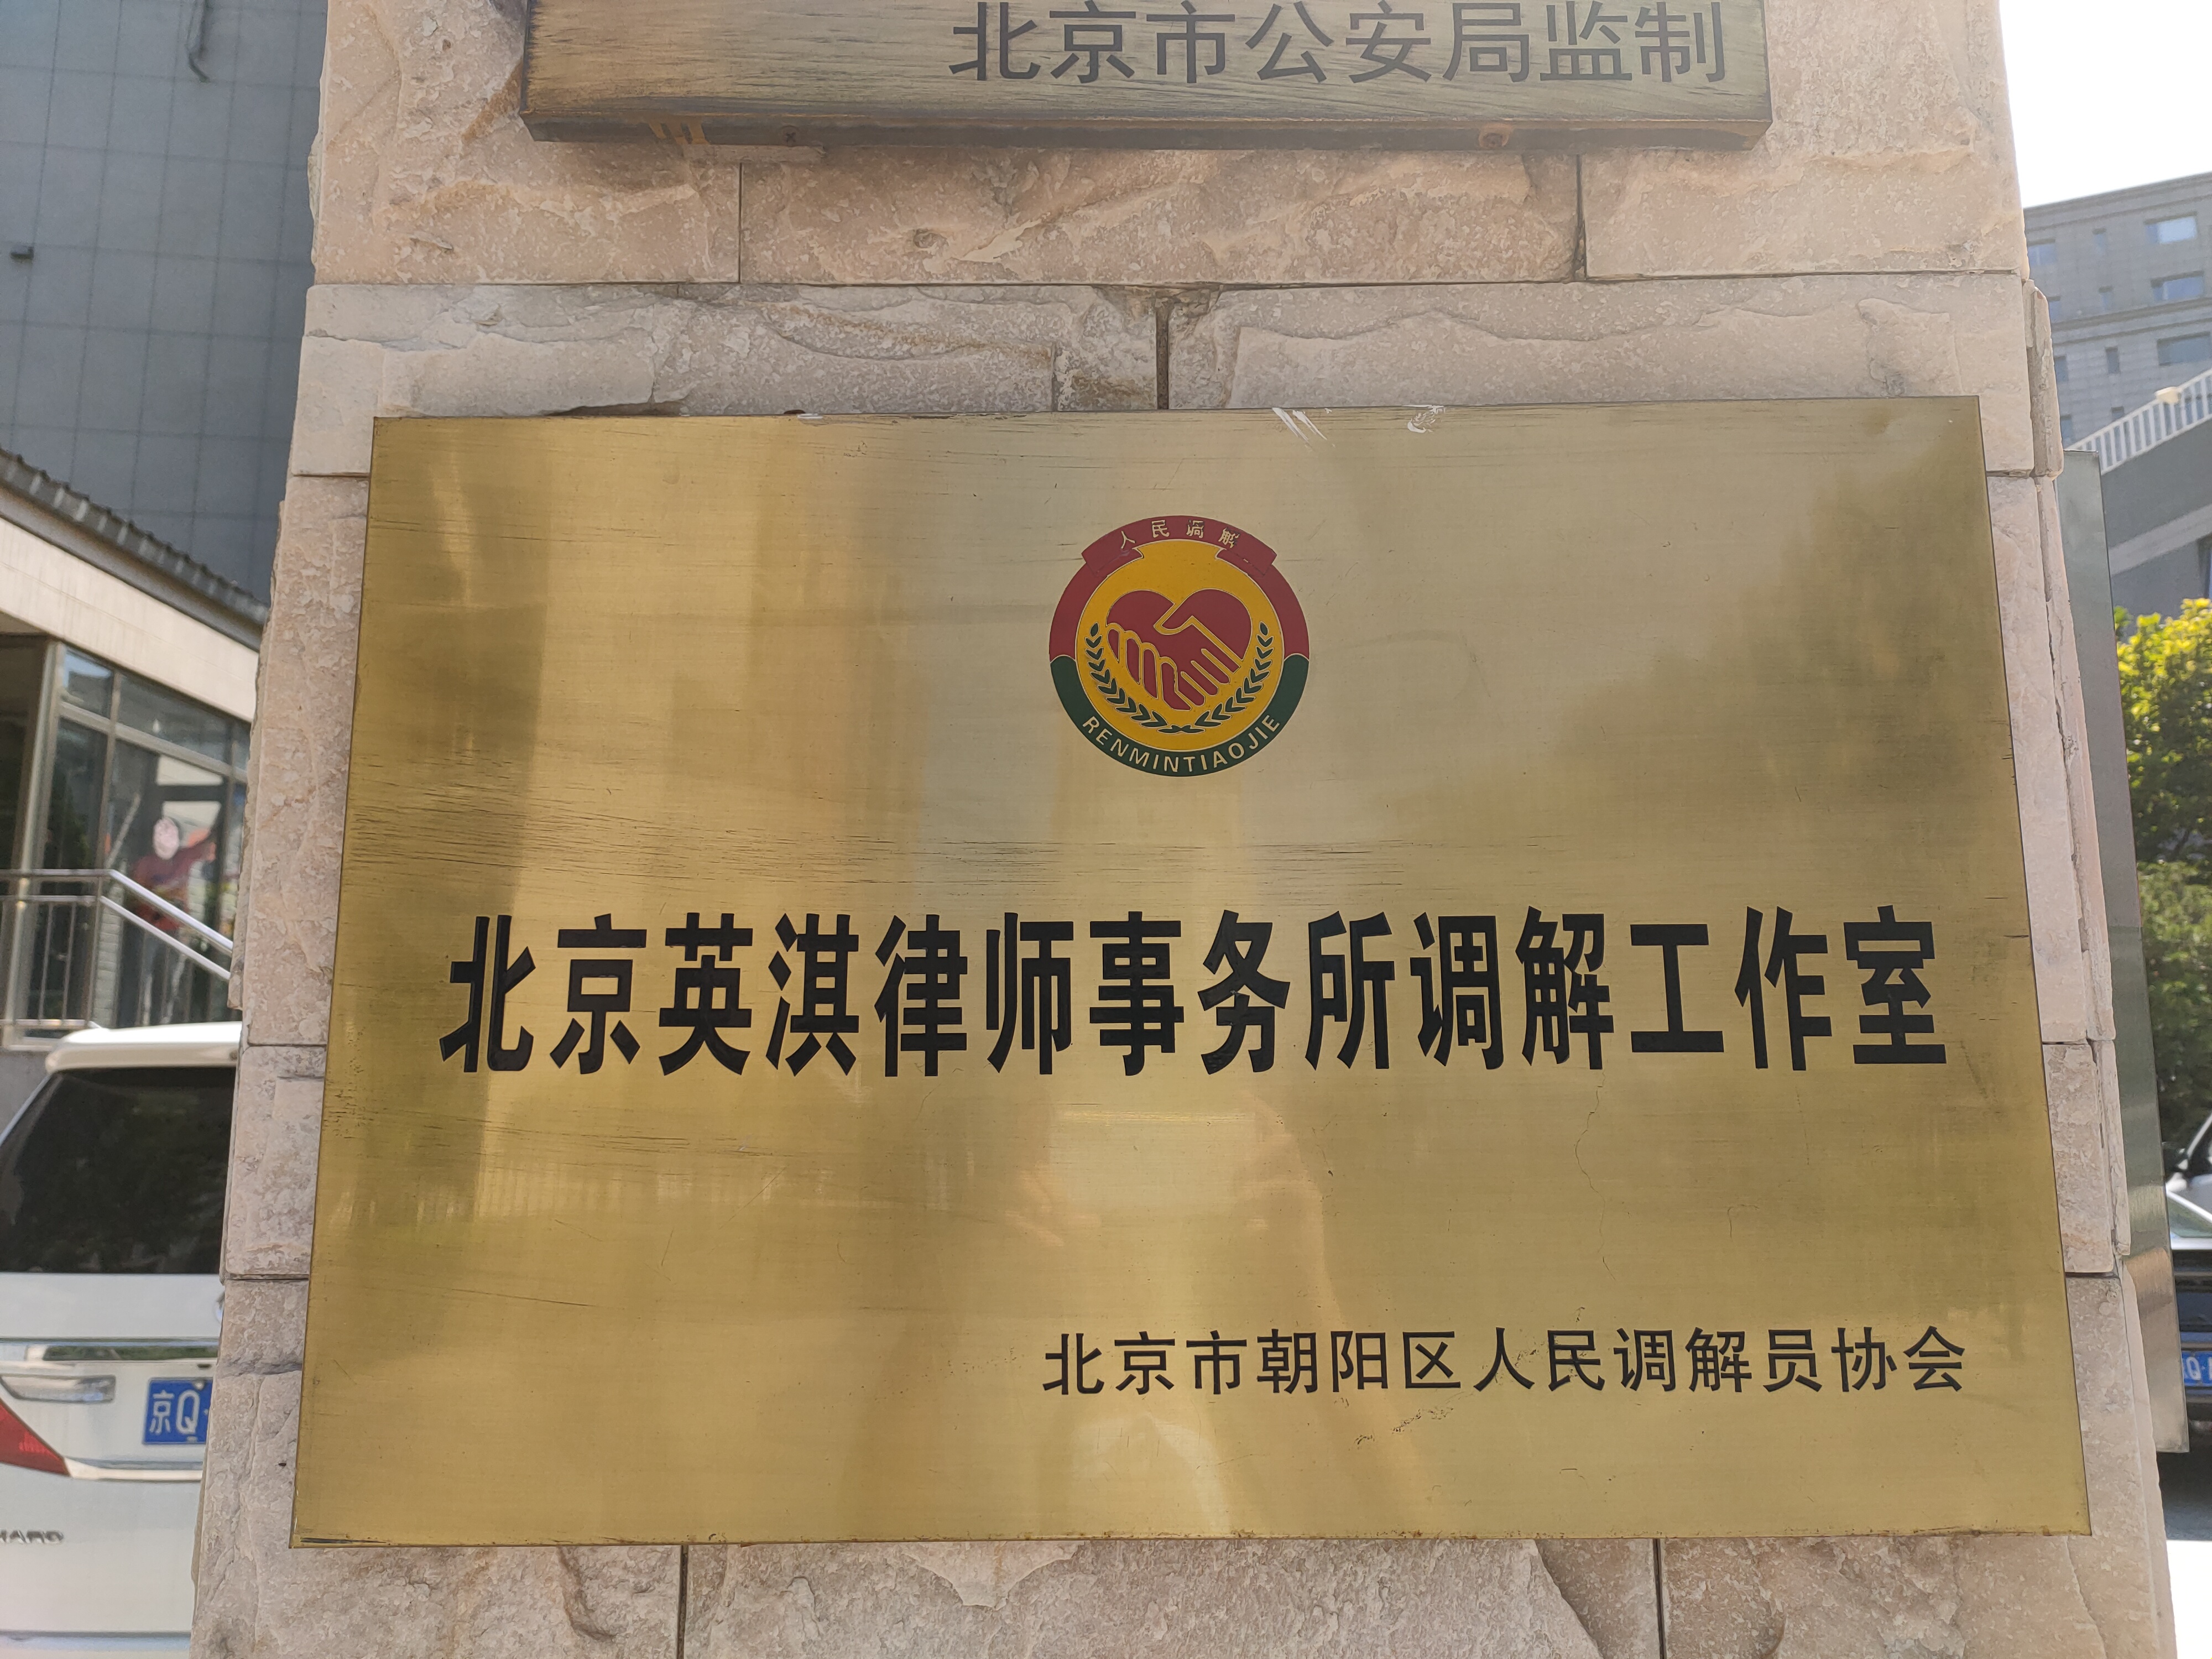 北京市公安局监制
人民调解
RENMINTIAOJIE
北京英淇律师事务所调解工作室
北京市朝阳区人民调解员协会
京Q